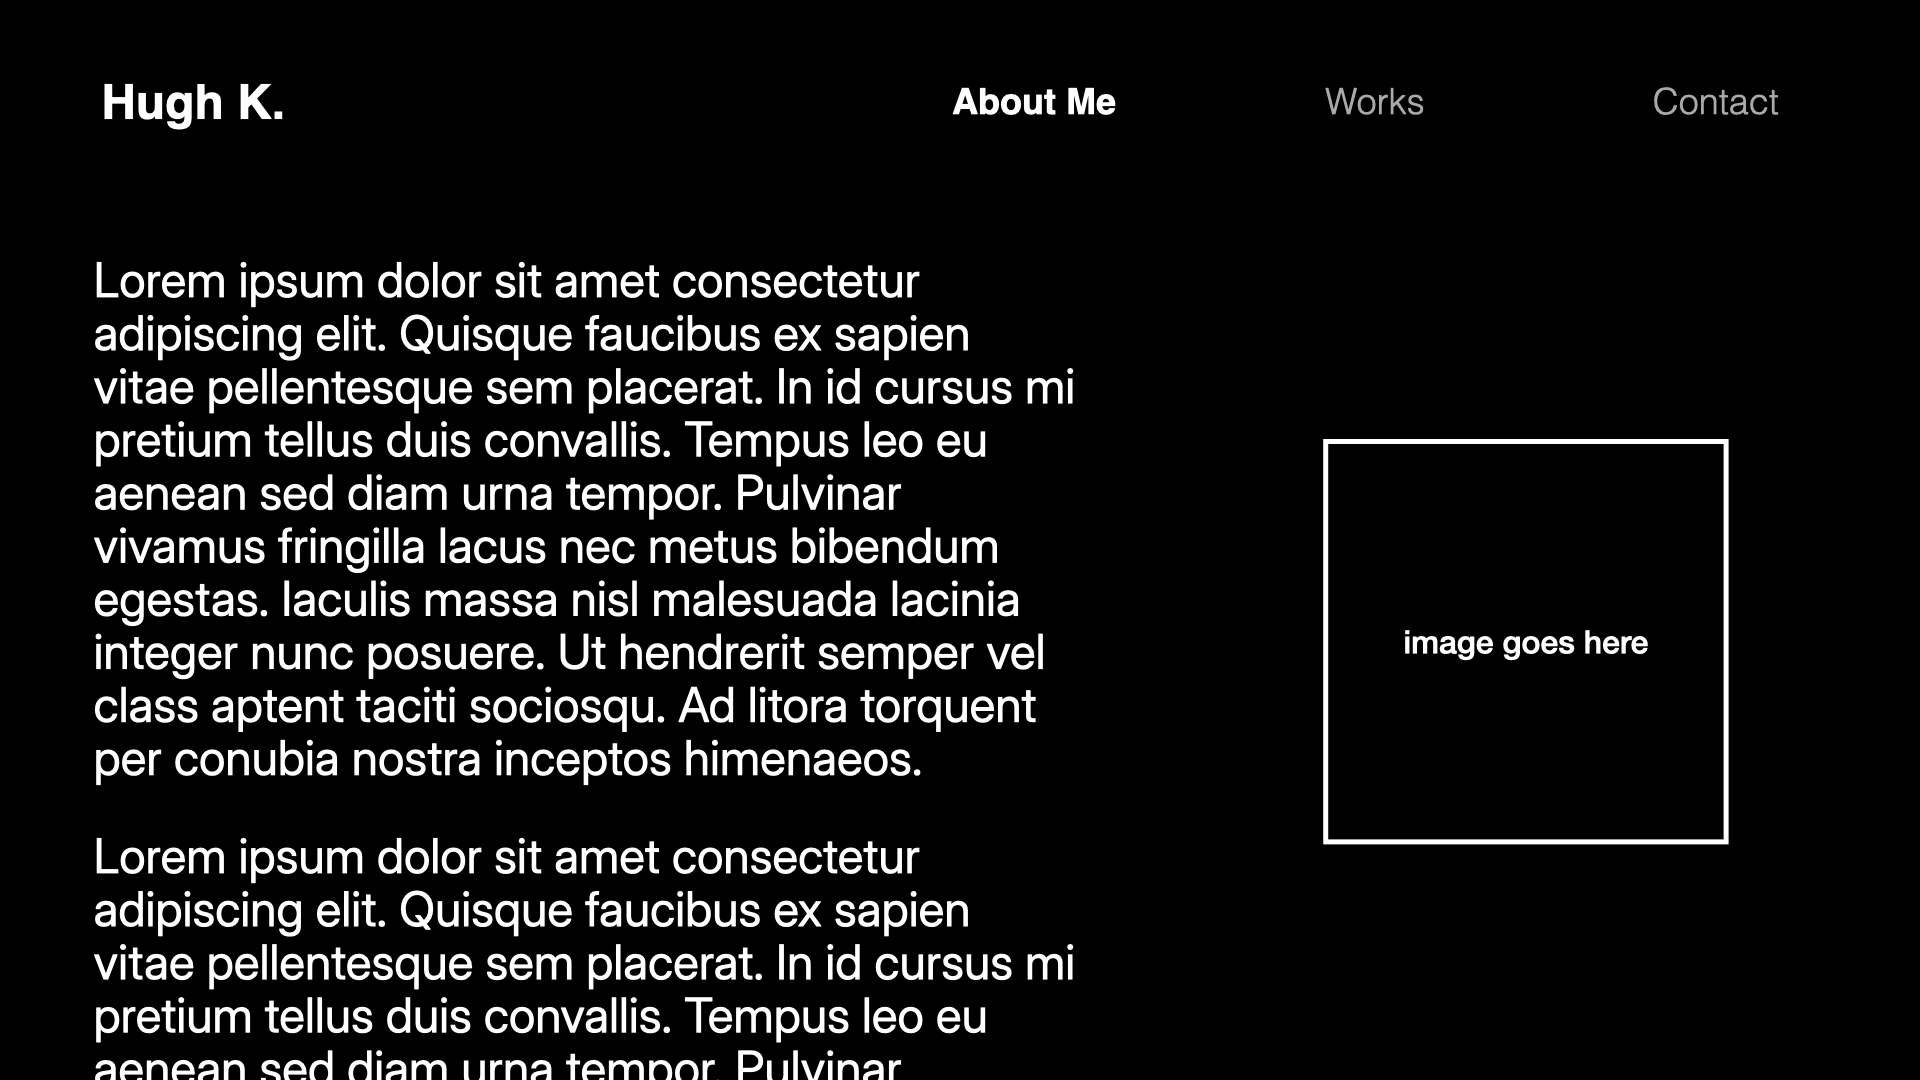 Hugh K.
About Me
Works
Contact
Lorem ipsum dolor sit amet consectetur
adipiscing elit. Quisque faucibus ex sapien
vitae pellentesque sem placerat. In id cursus mi
pretium tellus duis convallis. Tempus leo eu
aenean sed diam urna tempor. Pulvinar
vivamus fringilla lacus nec metus bibendum
egestas. Iaculis massa nisl malesuada lacinia
integer nunc posuere. Ut hendrerit semper vel
class aptent taciti sociosqu. Ad litora torquent
per conubia nostra inceptos himenaeos.
Lorem ipsum dolor sit amet consectetur
adipiscing elit. Quisque faucibus ex sapien
vitae pellentesque sem placerat. In id cursus mi
pretium tellus duis convallis. Tempus leo eu
aenean sed diam urna tempor. Pulvinar
image goes here